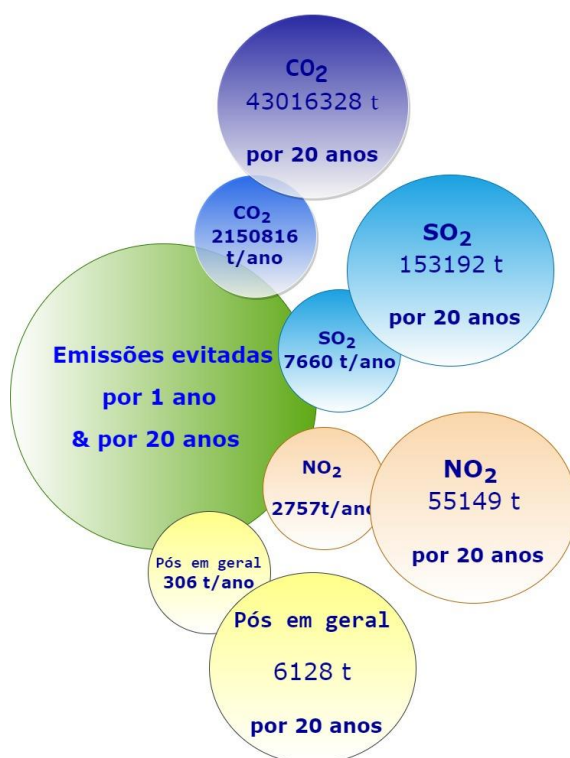 CO₂
43016328 t
por 20 anos
CO₂
2150816
t/ano
SO₂
153192 t
por 20 anos
SO₂
7660 t/ano
Emissões evitadas
por 1 ano
& por 20 anos
NO₂
2757t/ano
NO₂
55149 t
por 20 anos
Pós em geral
306 t/ano
Pós em geral
6128 t
por 20 anos